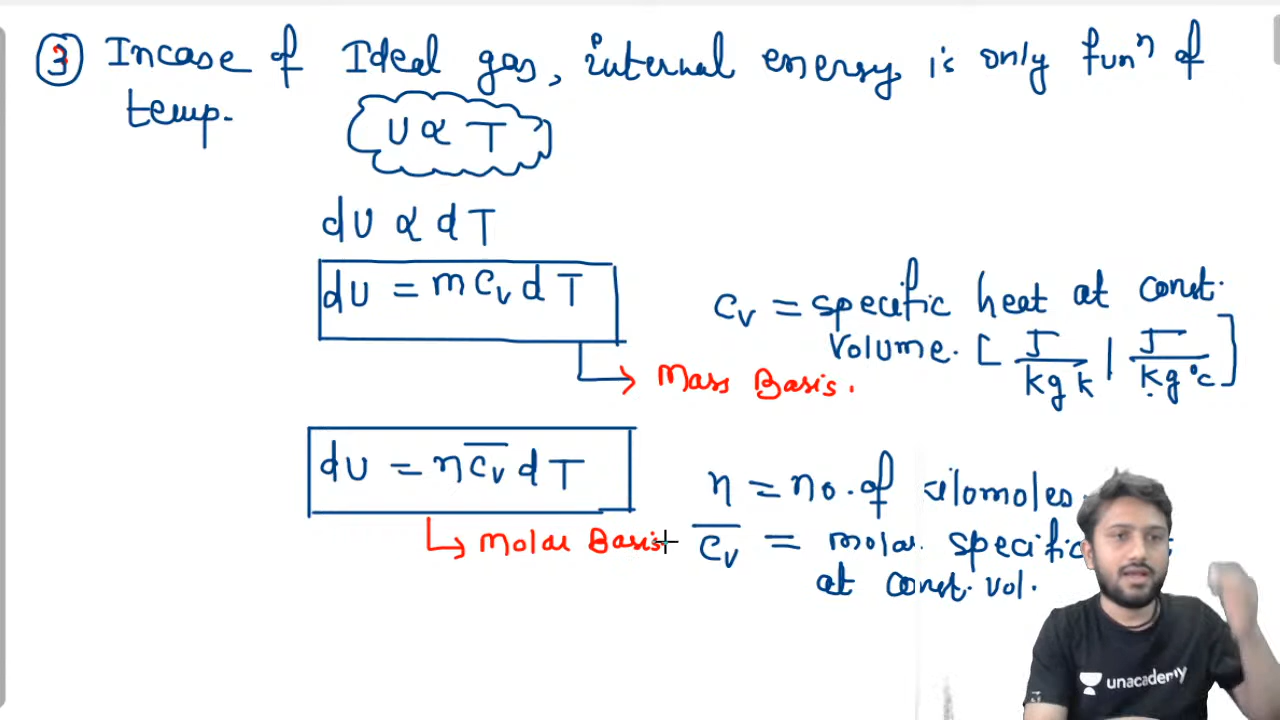 ③ Incase of Ideal gas, internal energy is only funⁿ of
temp.
U ∝ T
dU ∝ dT
dU = m Cv dT
Cv = specific heat at const.
volume. [ J/kg k | J/kg °c ]
→ Mass Basis.
dU = n C̅v̅ dT
n = no. of kilomoles.
→ Molar Basis
C̅v = molar specific
at const. vol.
unacademy